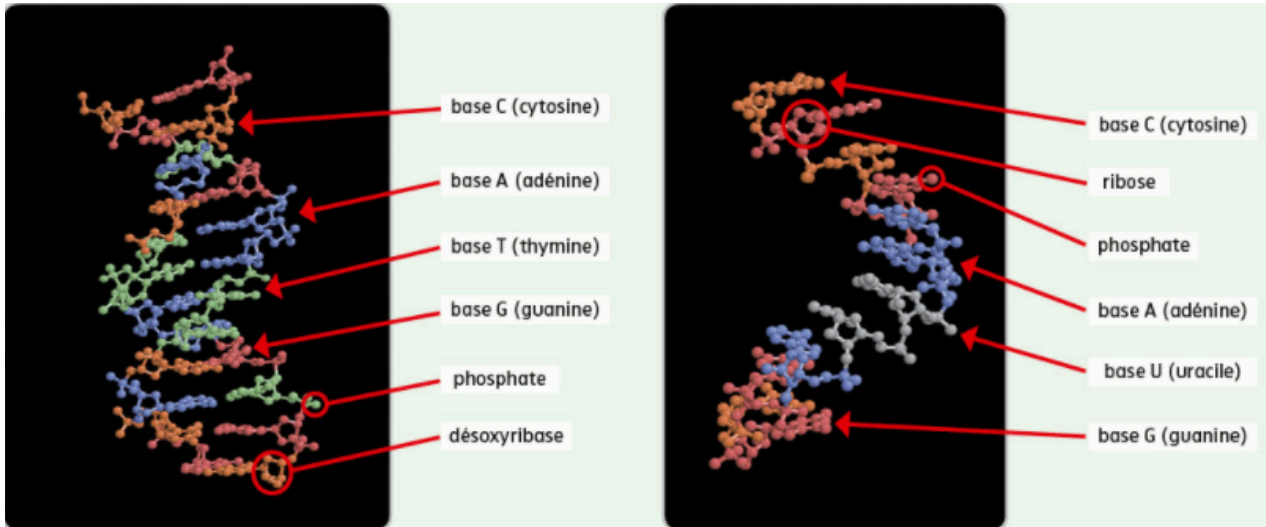 base C (cytosine)
base A (adénine)
base T (thymine)
base G (guanine)
phosphate
désoxyribase
base C (cytosine)
ribose
phosphate
base A (adénine)
base U (uracile)
base G (guanine)